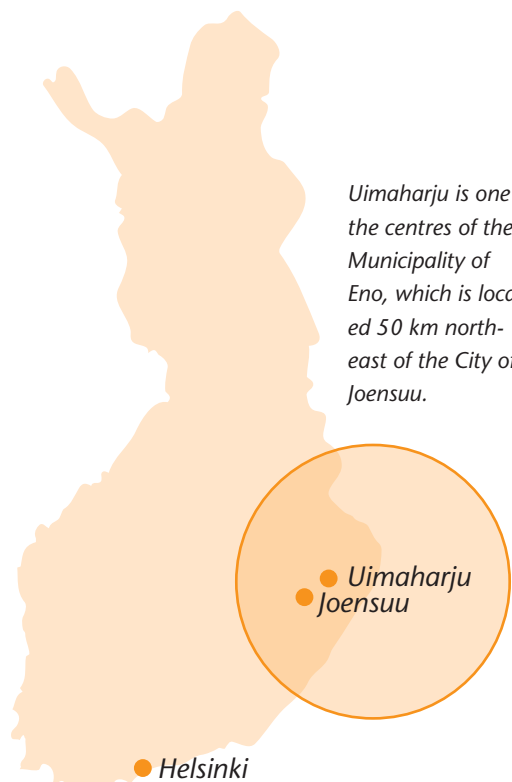 Uimaharju is one
the centres of the
Municipality of
Eno, which is loca
ed 50 km north-
east of the City of
Joensuu.
Uimaharju
Joensuu
Helsinki